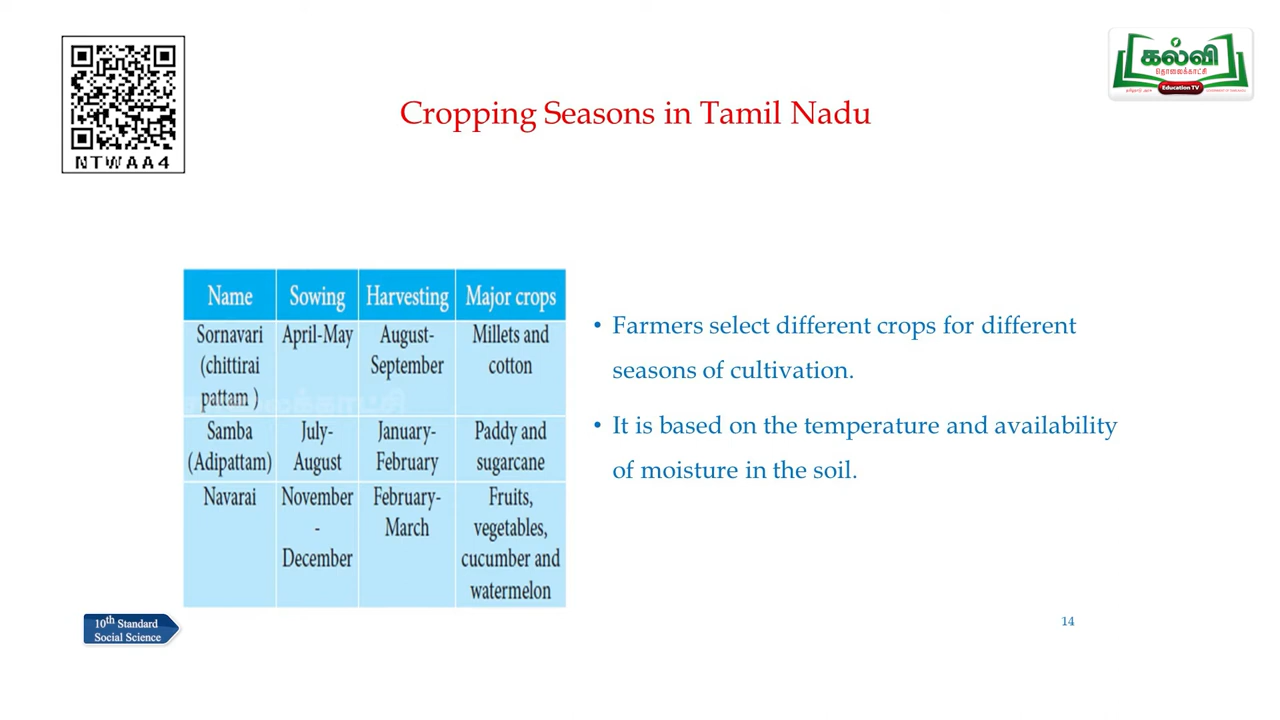 NTWAA4
கல்வி
தொலைக்காட்சி
Education TV
Cropping Seasons in Tamil Nadu
Name Sowing Harvesting Major crops
Sornavari April-May August- Millets and
(chittirai September cotton
pattam )
Samba July- January- Paddy and
(Adipattam) August February sugarcane
Navarai November February- Fruits,
- March vegetables,
December cucumber and
watermelon
• Farmers select different crops for different
seasons of cultivation.
• It is based on the temperature and availability
of moisture in the soil.
10th Standard
Social Science
14